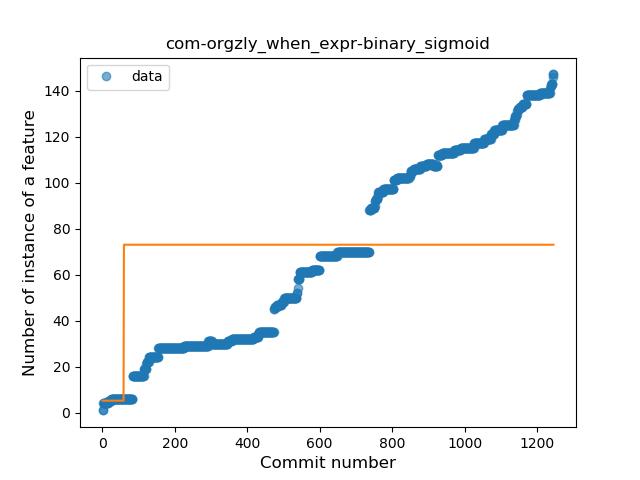 com-orgzly_when_expr-binary_sigmoid
data
Number of instance of a feature
140
120
100
80
60
40
20
0
0 200 400 600 800 1000 1200
Commit number